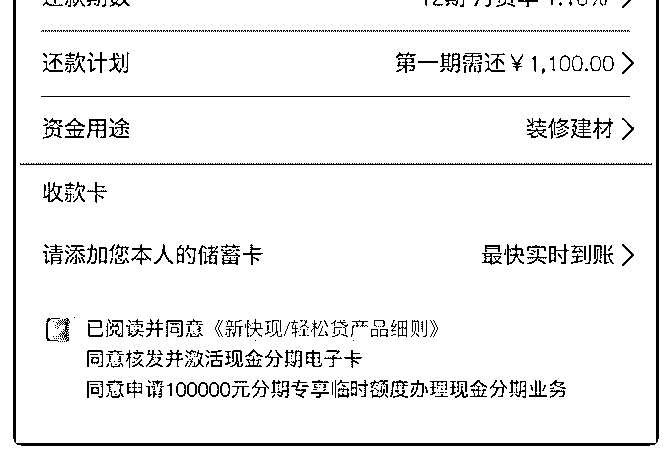 还款计划 第一期需还￥1,100.00
资金用途 装修建材
收款卡
请添加您本人的储蓄卡 最快实时到账
已阅读并同意《新快现/轻松贷产品细则》
同意核发并激活现金分期电子卡
同意申请100000元分期专享临时额度办理现金分期业务